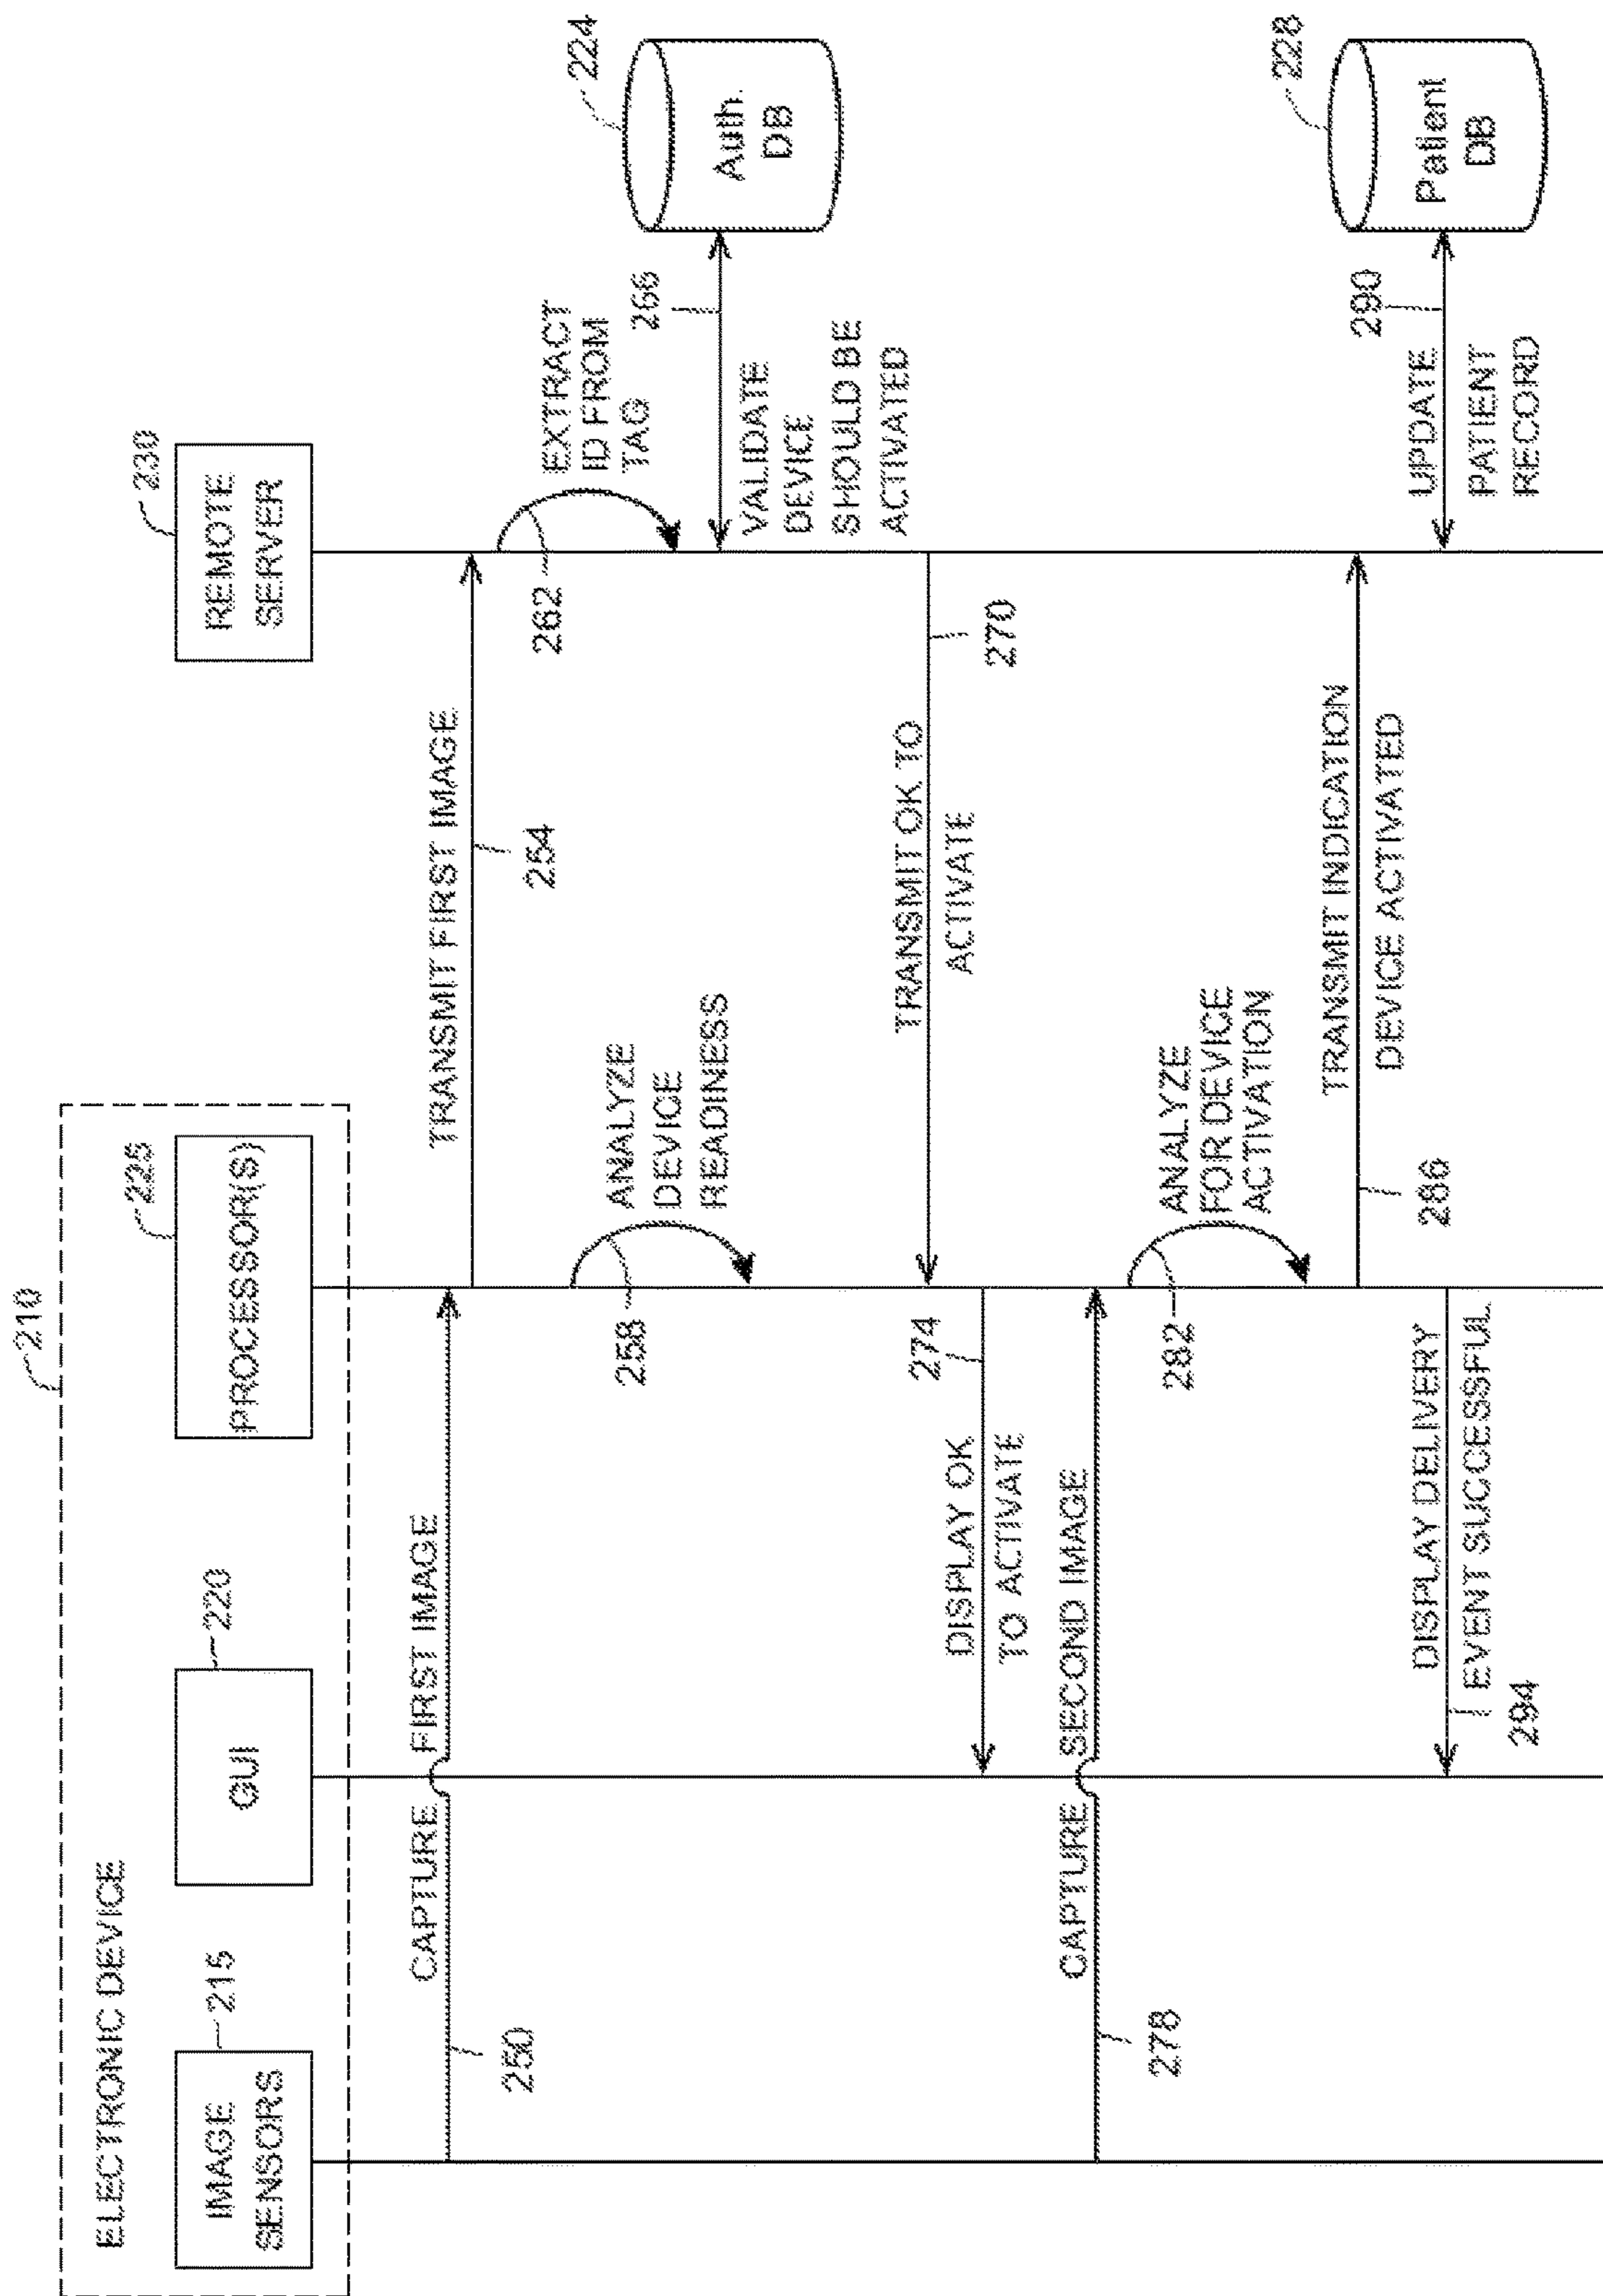 210
ELECTRONIC DEVICE
215
220
225
230
IMAGE
SENSORS
GUI
PROCESSOR(S)
REMOTE
SERVER
CAPTURE FIRST IMAGE
250
TRANSMIT FIRST IMAGE
254
ANALYZE
DEVICE
READINESS
258
EXTRACT
ID FROM
TAG
262
266
VALIDATE
DEVICE
SHOULD BE
ACTIVATED
224
Auth.
DB
TRANSMIT OK TO
ACTIVATE
270
274
DISPLAY OK
TO ACTIVATE
CAPTURE SECOND IMAGE
278
ANALYZE
FOR DEVICE
ACTIVATION
282
TRANSMIT INDICATION
DEVICE ACTIVATED
286
290
UPDATE
PATIENT
RECORD
228
Patient
DB
DISPLAY DELIVERY
EVENT SUCCESSFUL
294